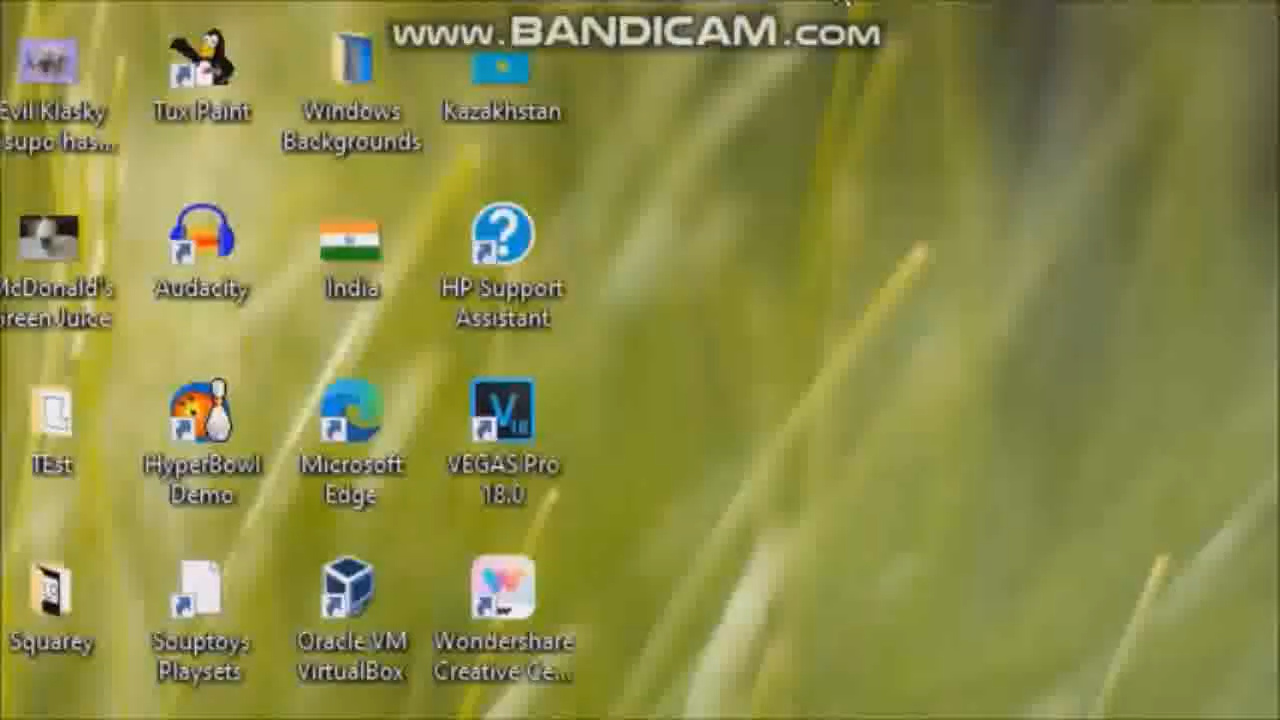 www.BANDICAM.com
Evil Klasky
supo has...
Tux Paint
Windows
Backgrounds
Kazakhstan
McDonald's
Green Juice
Audacity
India
HP Support
Assistant
TEst
HyperBowl
Demo
Microsoft
Edge
VEGAS Pro
18.0
Squarey
Souptoys
Playsets
Oracle VM
VirtualBox
Wondershare
Creative Ce...